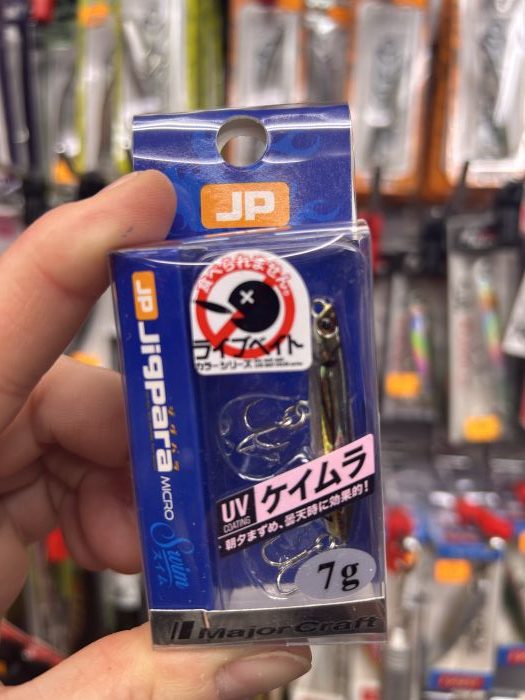 JP
食べられません。
ライブベイト
カラーシリーズ
JP Jigpara
ジグパラ
MICRO
Swim
スイム
UV
COATING
ケイムラ
朝夕まずめ、曇天時に効果的!
7g
Major Craft